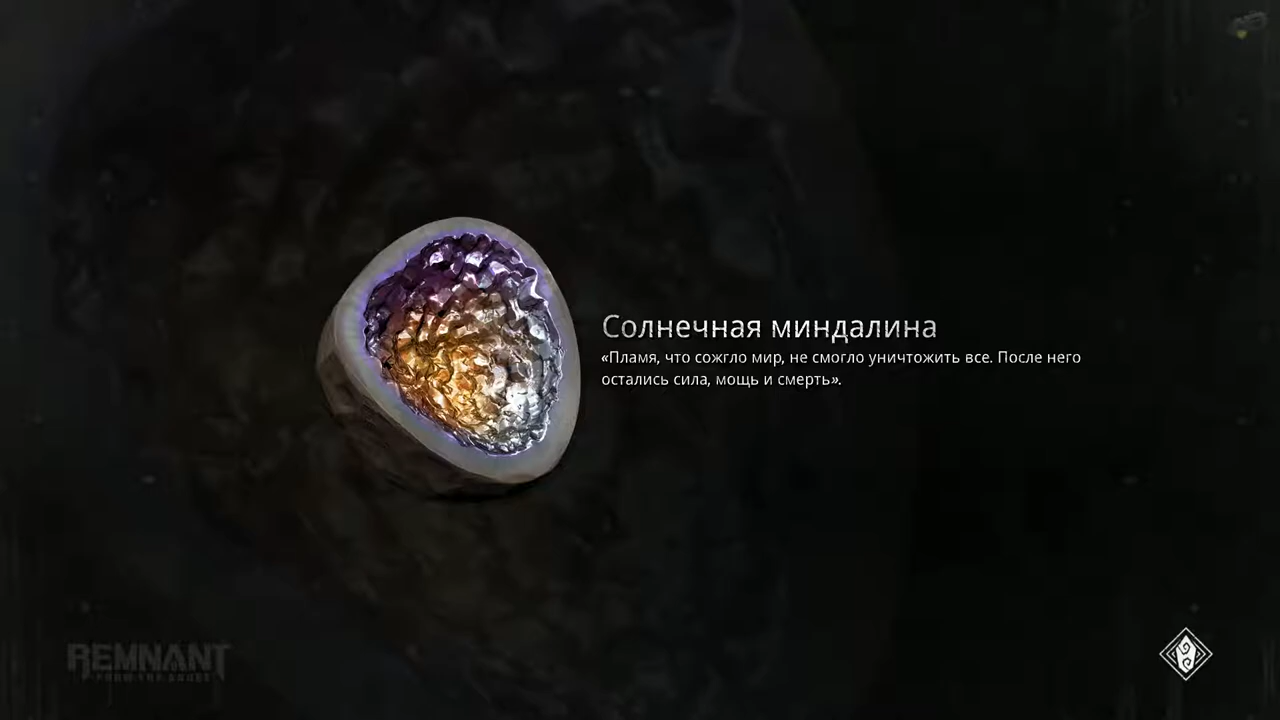 Солнечная миндалина
«Пламя, что сожгло мир, не смогло уничтожить все. После него
остались сила, мощь и смерть».
REMNANT
FROM THE ASHES